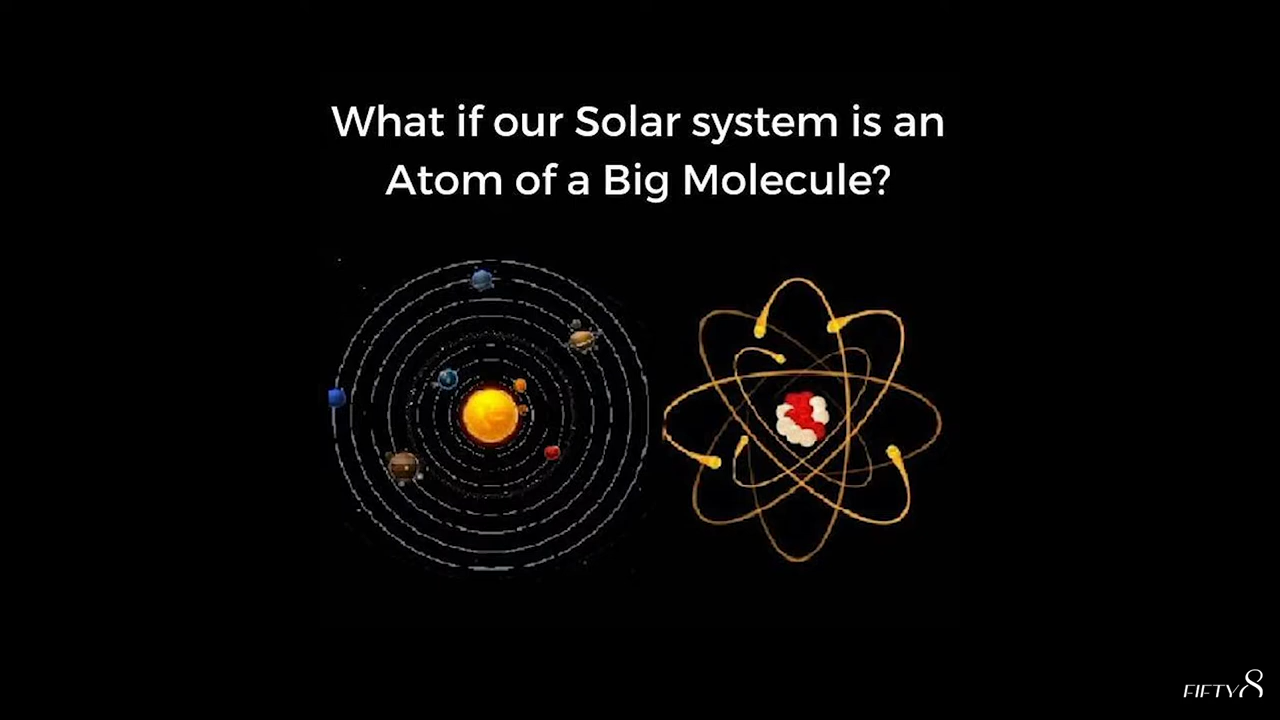 What if our Solar system is an
Atom of a Big Molecule?
FIFTY8